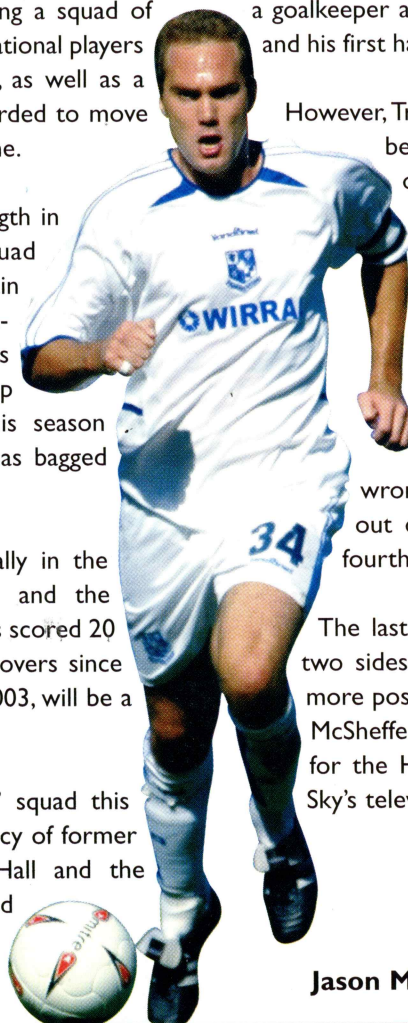 ng a squad of
ational players
, as well as a
rded to move
e.
gth in
uad
in
-
s
p
is season
as bagged
ally in the
and the
s scored 20
overs since
003, will be a
' squad this
cy of former
Hall and the
d
a goalkeeper a
and his first ha
However, Tr
be
wron
out
fourth
The last
two sides
more pos
McSheffe
for the H
Sky's telev
Jason M
WIRRA
34
mitre